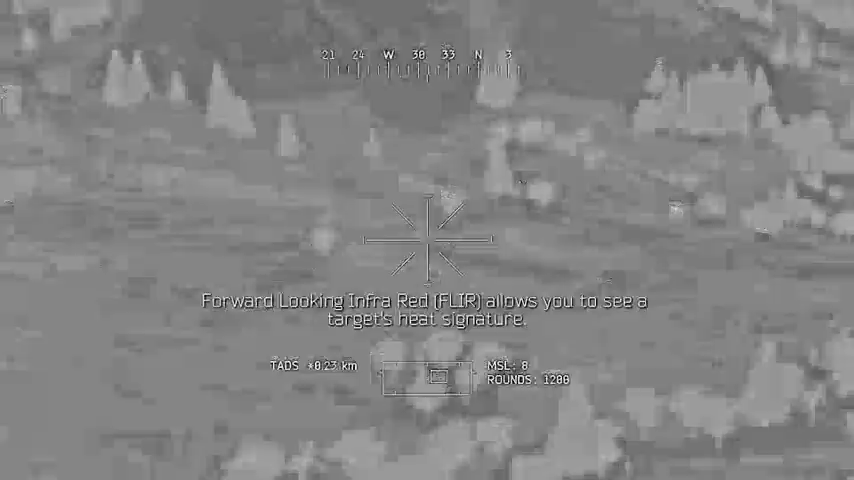 21 24 W 30 33 N 3
Forward Looking Infra Red (FLIR) allows you to see a
target's heat signature.
TADS *0.23 km
MSL: 8
ROUNDS: 1200